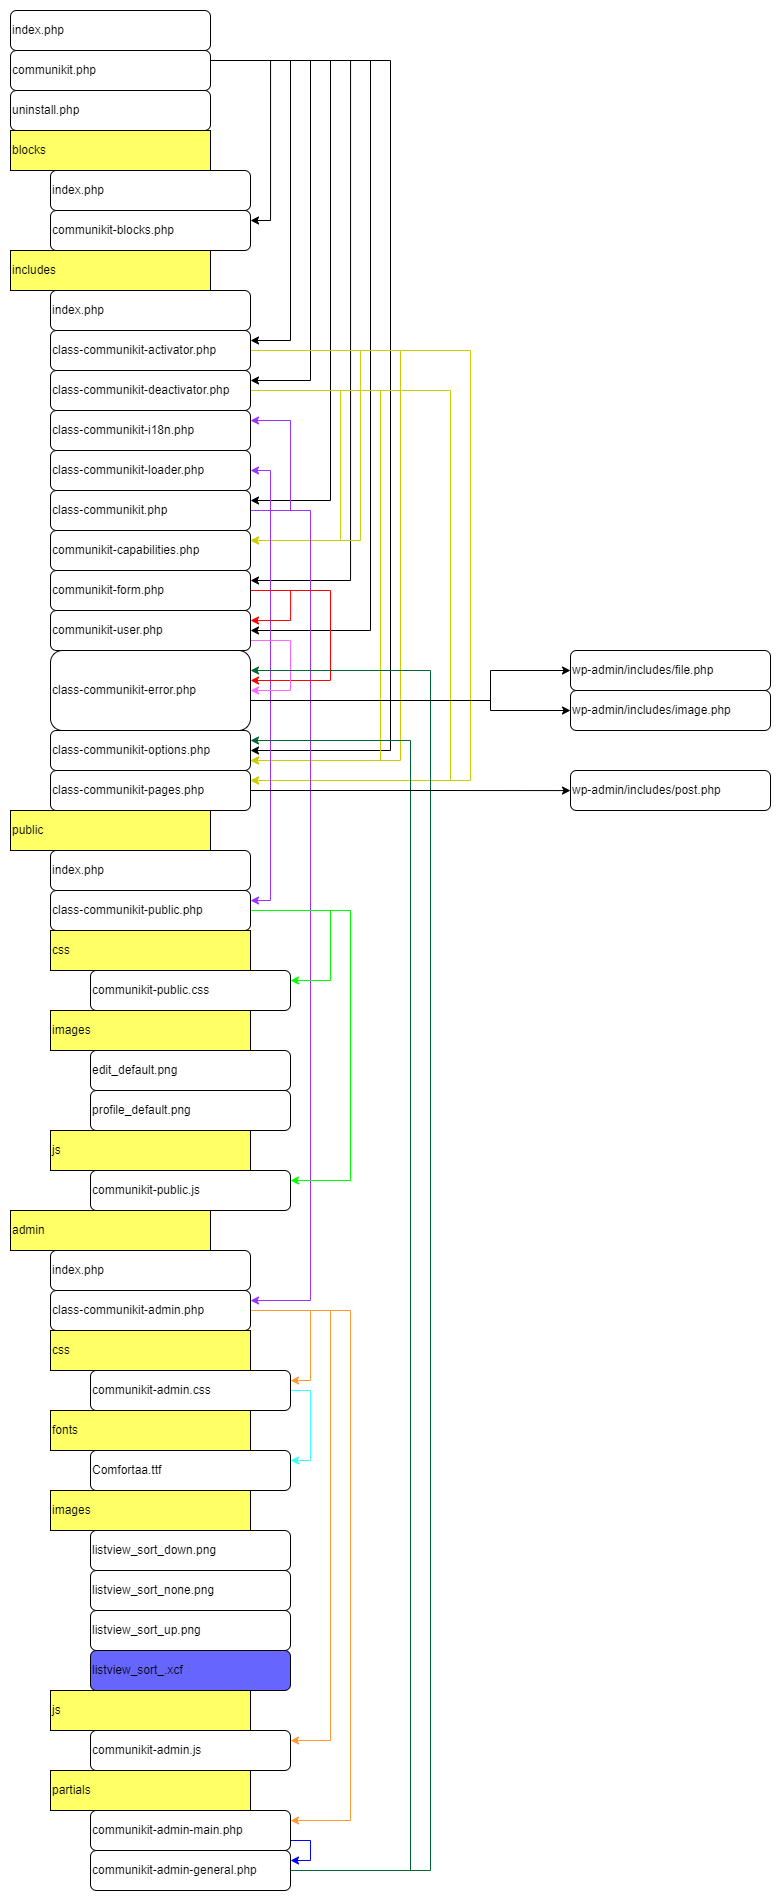 index.php
communikit.php
uninstall.php
blocks
index.php
communikit-blocks.php
includes
index.php
class-communikit-activator.php
class-communikit-deactivator.php
class-communikit-i18n.php
class-communikit-loader.php
class-communikit.php
communikit-capabilities.php
communikit-form.php
communikit-user.php
class-communikit-error.php
wp-admin/includes/file.php
wp-admin/includes/image.php
class-communikit-options.php
class-communikit-pages.php
wp-admin/includes/post.php
public
index.php
class-communikit-public.php
css
communikit-public.css
images
edit_default.png
profile_default.png
js
communikit-public.js
admin
index.php
class-communikit-admin.php
css
communikit-admin.css
fonts
Comfortaa.ttf
images
listview_sort_down.png
listview_sort_none.png
listview_sort_up.png
listview_sort_.xcf
js
communikit-admin.js
partials
communikit-admin-main.php
communikit-admin-general.php